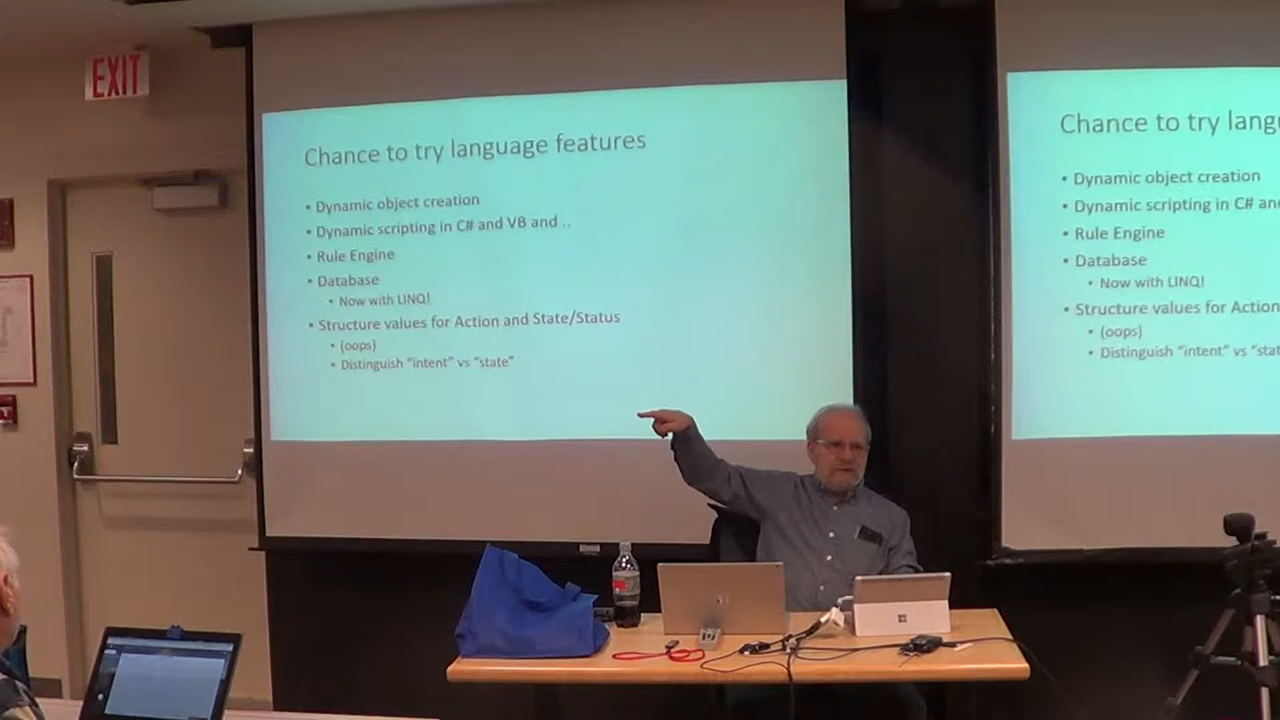 EXIT
Chance to try language features
• Dynamic object creation
• Dynamic scripting in C# and VB and ..
• Rule Engine
• Database
• Now with LINQ!
• Structure values for Action and State/Status
• (oops)
• Distinguish "intent" vs "state"
Chance to try lang
• Dynamic object creation
• Dynamic scripting in C# an
• Rule Engine
• Database
• Now with LINQ!
• Structure values for Action
• (oops)
• Distinguish "intent" vs "stat